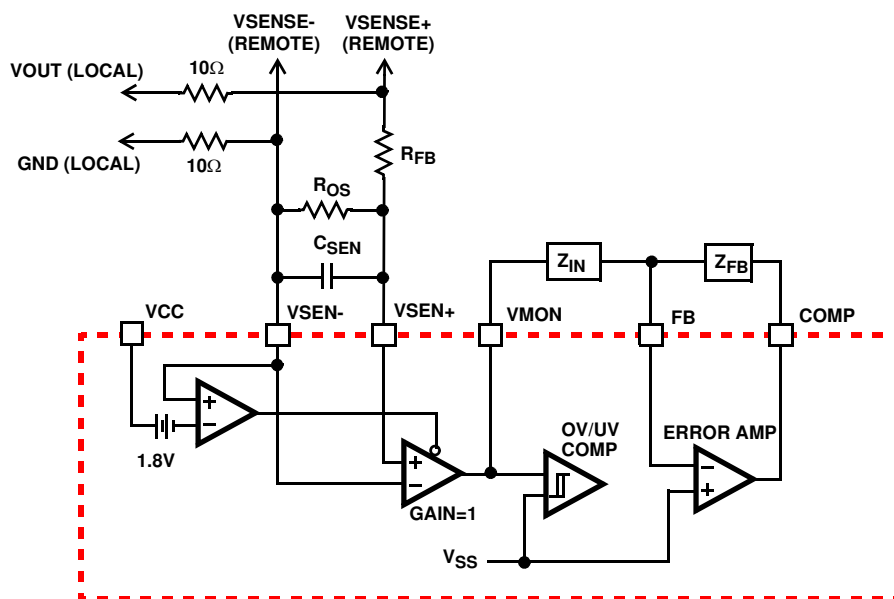 VSENSE-
(REMOTE)
VSENSE+
(REMOTE)
VOUT (LOCAL)
10Ω
GND (LOCAL)
10Ω
RFB
ROS
CSEN
ZIN
ZFB
VCC
VSEN-
VSEN+
VMON
FB
COMP
+
−
1.8V
+
−
GAIN=1
OV/UV
COMP
ERROR AMP
−
+
VSS